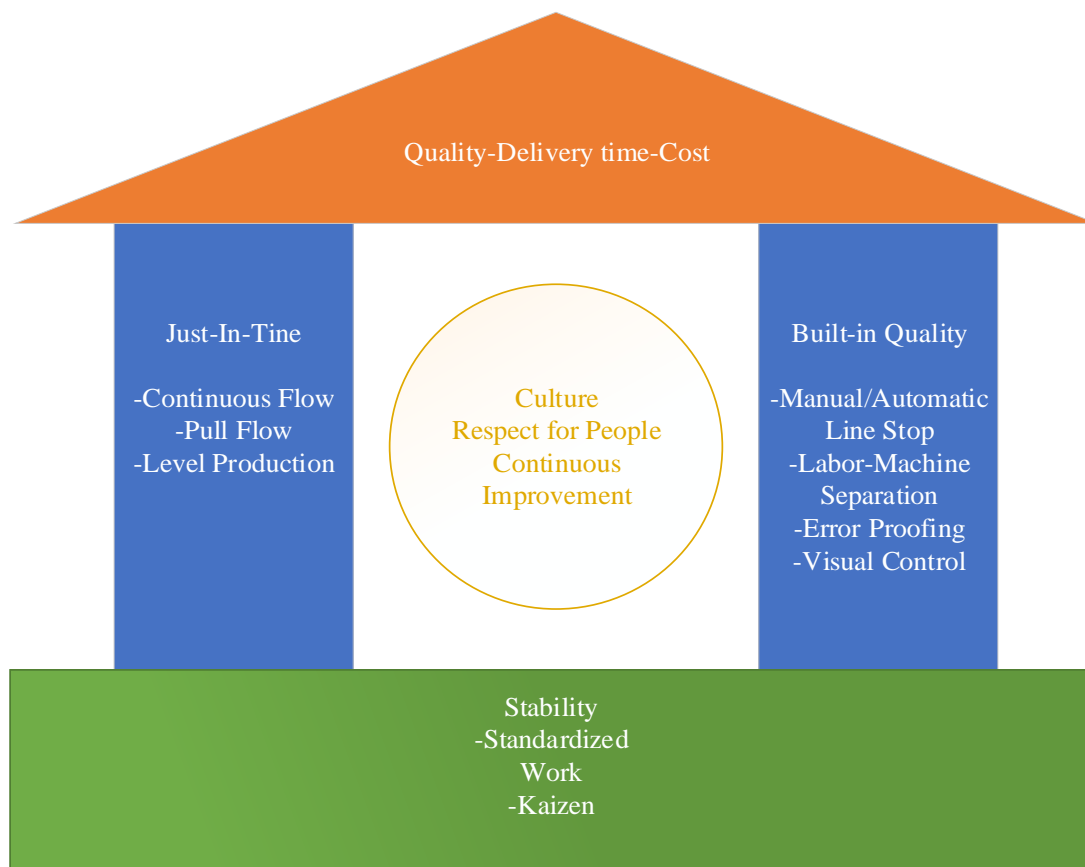 Quality-Delivery time-Cost
Just-In-Tine
-Continuous Flow
-Pull Flow
-Level Production
Culture
Respect for People
Continuous
Improvement
Built-in Quality
-Manual/Automatic
Line Stop
-Labor-Machine
Separation
-Error Proofing
-Visual Control
Stability
-Standardized
Work
-Kaizen